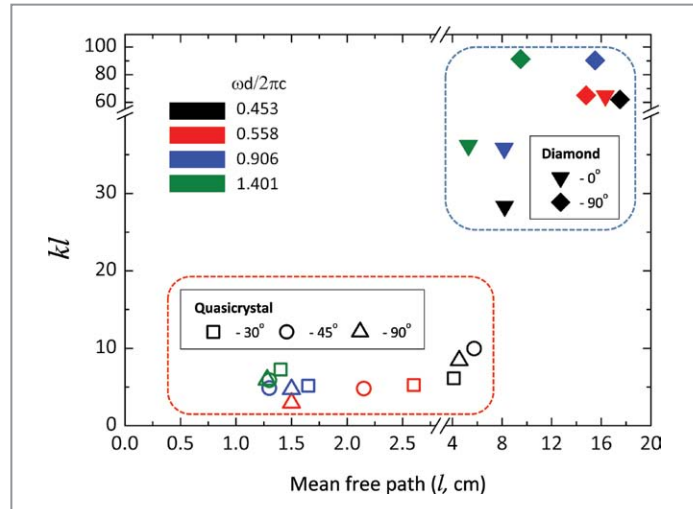 100
80
60
30
20
10
0
kl
ωd/2πc
0.453
0.558
0.906
1.401
Diamond
- 0°
- 90°
Quasicrystal
- 30° - 45° - 90°
0.0 0.5 1.0 1.5 2.0 2.5 4 8 12 16 20
Mean free path (l, cm)